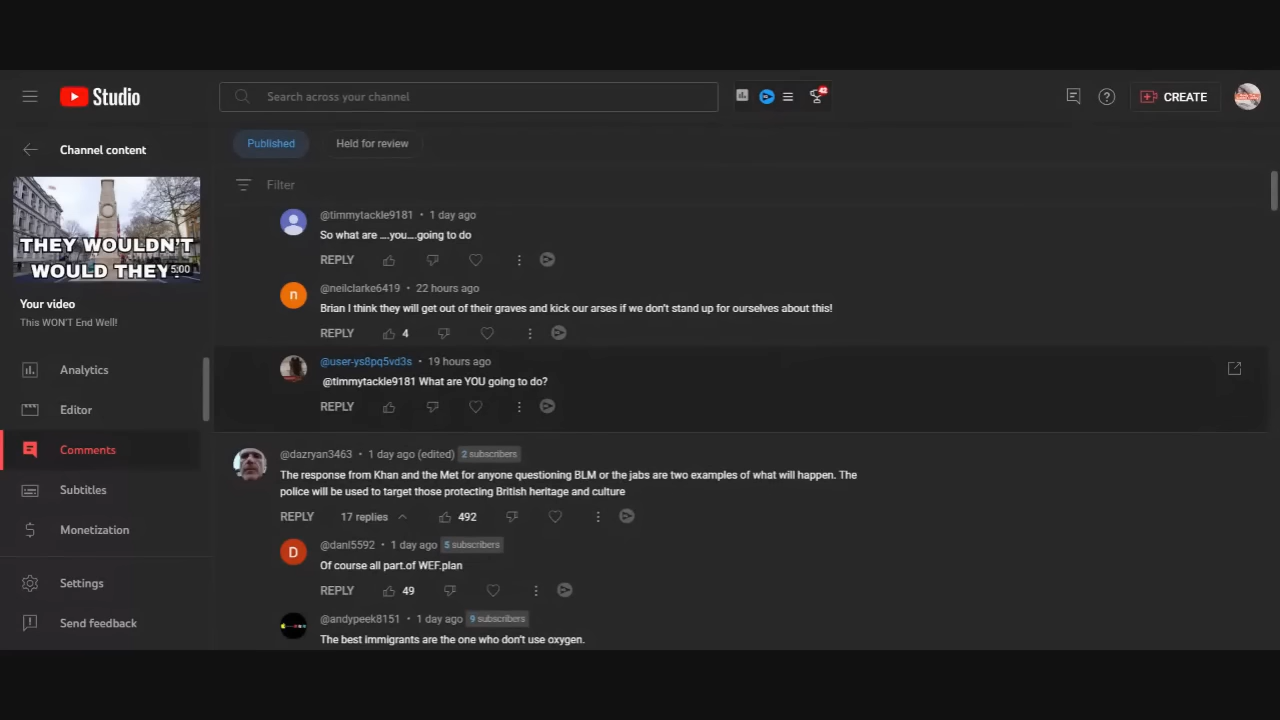 Studio
Search across your channel
42
CREATE
Channel content
Published
Held for review
Filter
THEY WOULDN'T
WOULD THEY?
5:00
Your video
This WON'T End Well!
Analytics
Editor
Comments
Subtitles
Monetization
Settings
Send feedback
@timmytackle9181 • 1 day ago
So what are ....you....going to do
REPLY
@neilclarke6419 • 22 hours ago
n
Brian I think they will get out of their graves and kick our arses if we don't stand up for ourselves about this!
REPLY 4
@user-ys8pq5vd3s • 19 hours ago
@timmytackle9181 What are YOU going to do?
REPLY
@dazryan3463 • 1 day ago (edited) 2 subscribers
The response from Khan and the Met for anyone questioning BLM or the jabs are two examples of what will happen. The
police will be used to target those protecting British heritage and culture
REPLY 17 replies 492
@danl5592 • 1 day ago 5 subscribers
D
Of course all part.of WEF.plan
REPLY 49
@andypeek8151 • 1 day ago 9 subscribers
The best immigrants are the one who don't use oxygen.